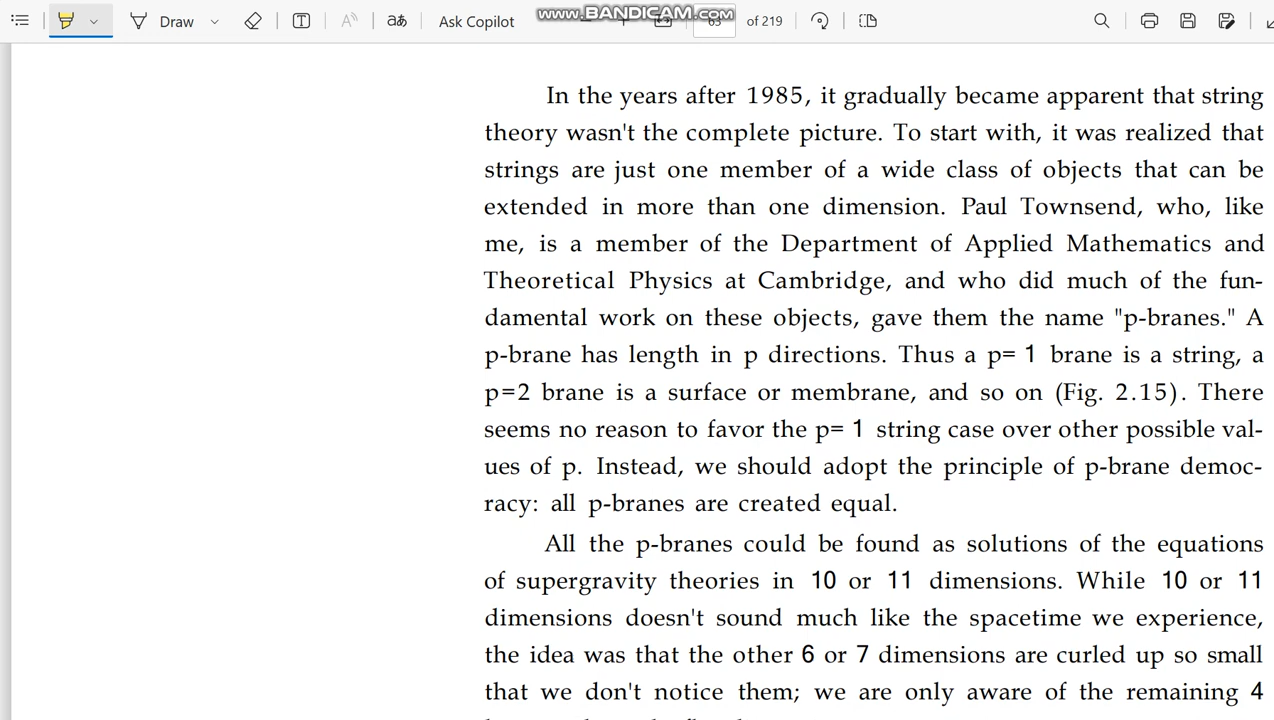 Draw
Ask Copilot
www.BANDICAM.com
63
of 219
In the years after 1985, it gradually became apparent that string
theory wasn't the complete picture. To start with, it was realized that
strings are just one member of a wide class of objects that can be
extended in more than one dimension. Paul Townsend, who, like
me, is a member of the Department of Applied Mathematics and
Theoretical Physics at Cambridge, and who did much of the fun-
damental work on these objects, gave them the name "p-branes." A
p-brane has length in p directions. Thus a p= 1 brane is a string, a
p=2 brane is a surface or membrane, and so on (Fig. 2.15). There
seems no reason to favor the p= 1 string case over other possible val-
ues of p. Instead, we should adopt the principle of p-brane democ-
racy: all p-branes are created equal.
All the p-branes could be found as solutions of the equations
of supergravity theories in 10 or 11 dimensions. While 10 or 11
dimensions doesn't sound much like the spacetime we experience,
the idea was that the other 6 or 7 dimensions are curled up so small
that we don't notice them; we are only aware of the remaining 4